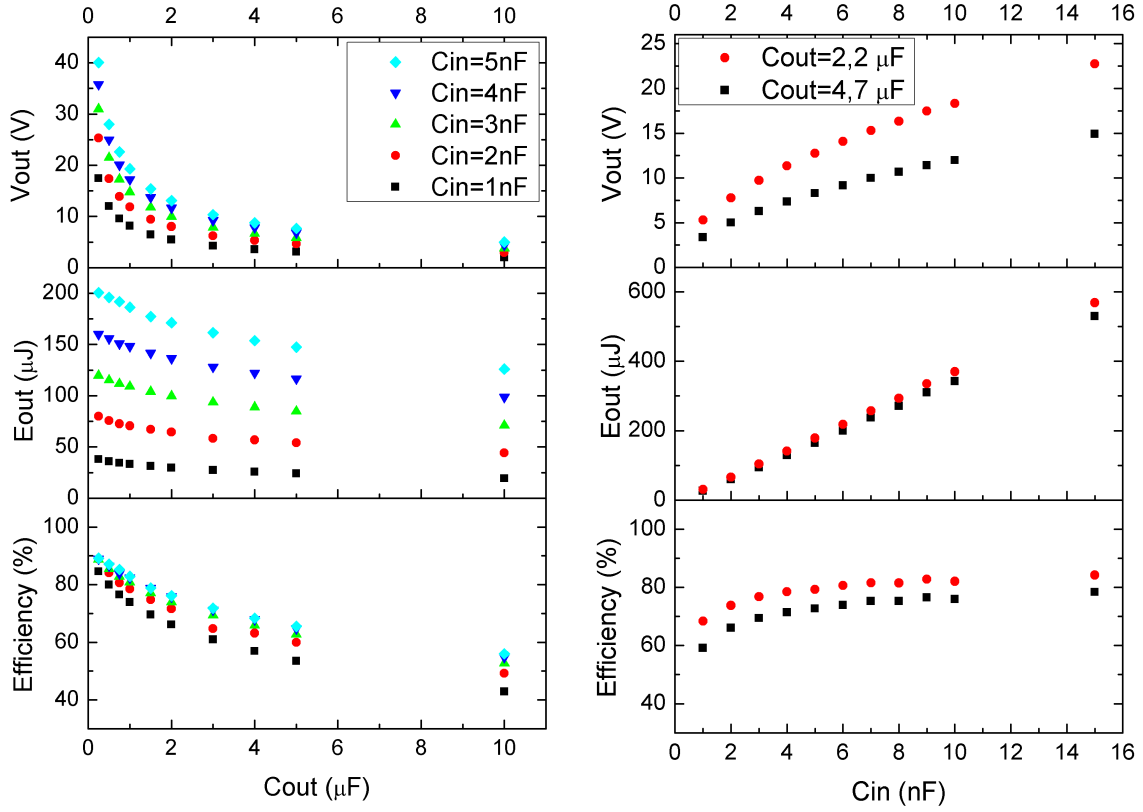 0 2 4 6 8 10
40
30
20
10
0
Vout (V)
Cin=5nF
Cin=4nF
Cin=3nF
Cin=2nF
Cin=1nF
200
150
100
50
0
Eout (μJ)
100
80
60
40
Efficiency (%)
0 2 4 6 8 10
Cout (μF)
0 2 4 6 8 10 12 14 16
25
20
15
10
5
0
Vout (V)
Cout=2,2 μF
Cout=4,7 μF
600
400
200
0
Eout (μJ)
100
80
60
40
Efficiency (%)
0 2 4 6 8 10 12 14 16
Cin (nF)